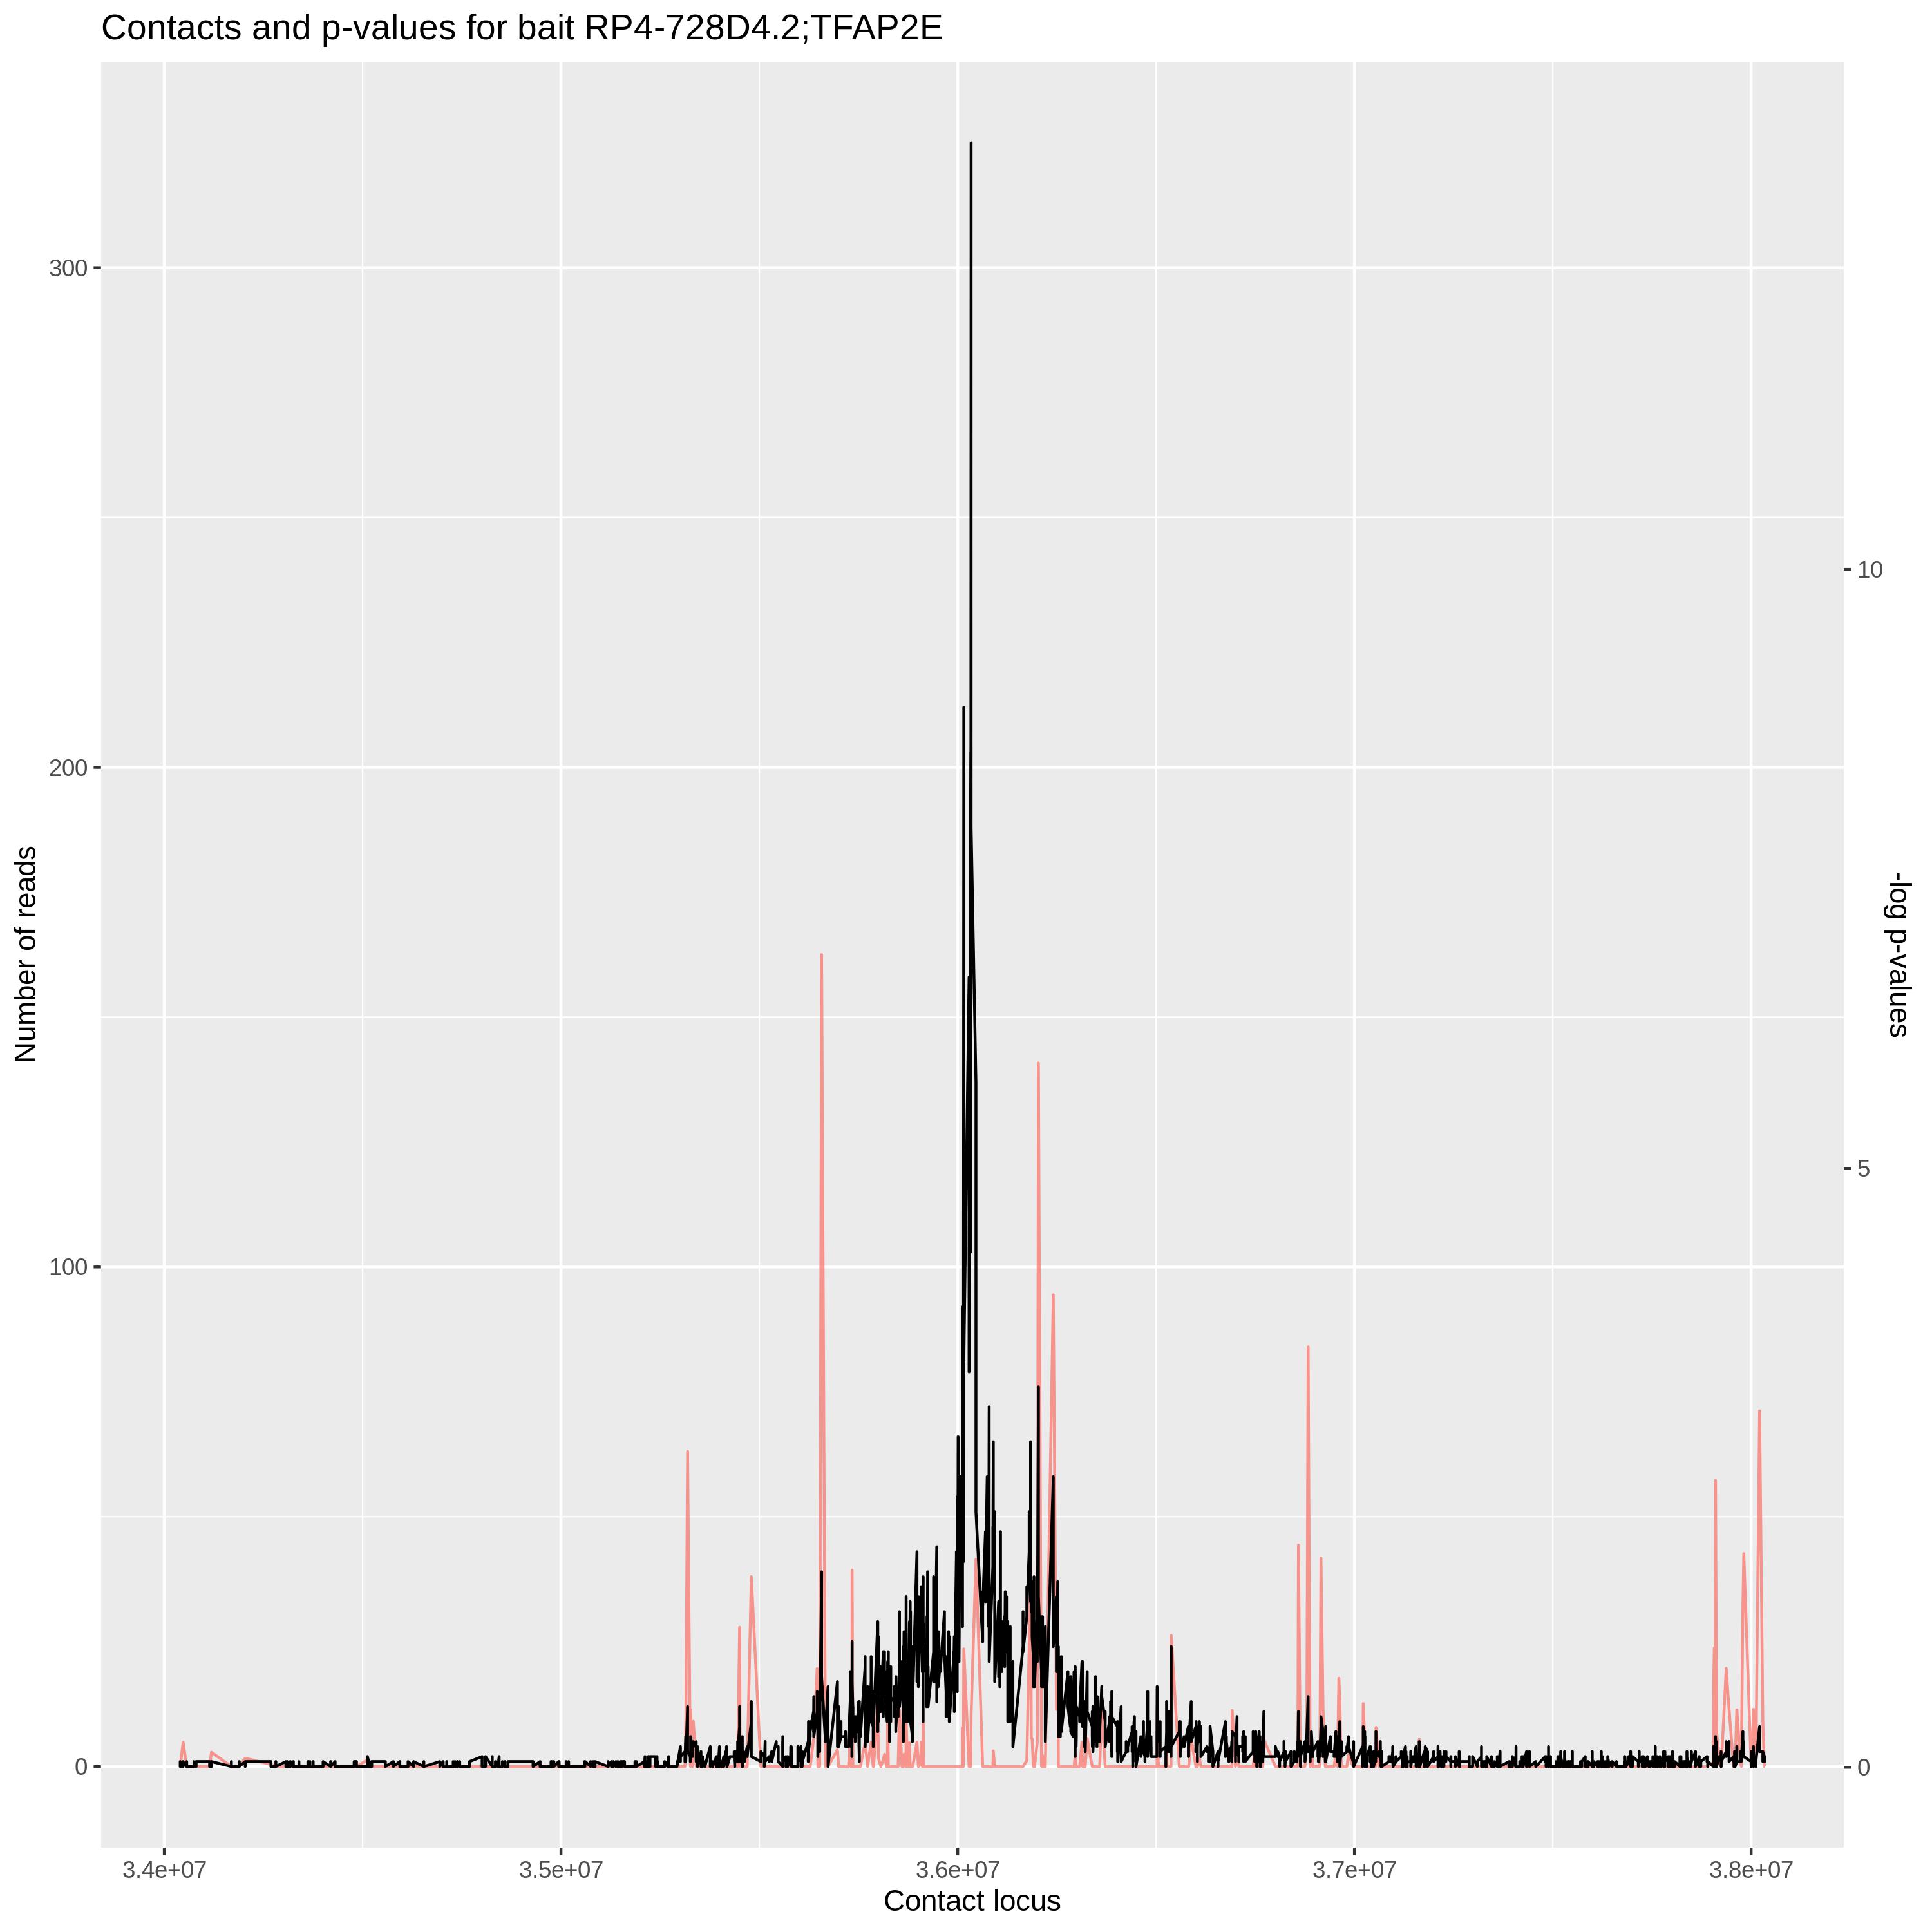 Contacts and p-values for bait RP4-728D4.2;TFAP2E
Number of reads
300
200
100
0
10
5
0
-log p-values
3.4e+07 3.5e+07 3.6e+07 3.7e+07 3.8e+07
Contact locus